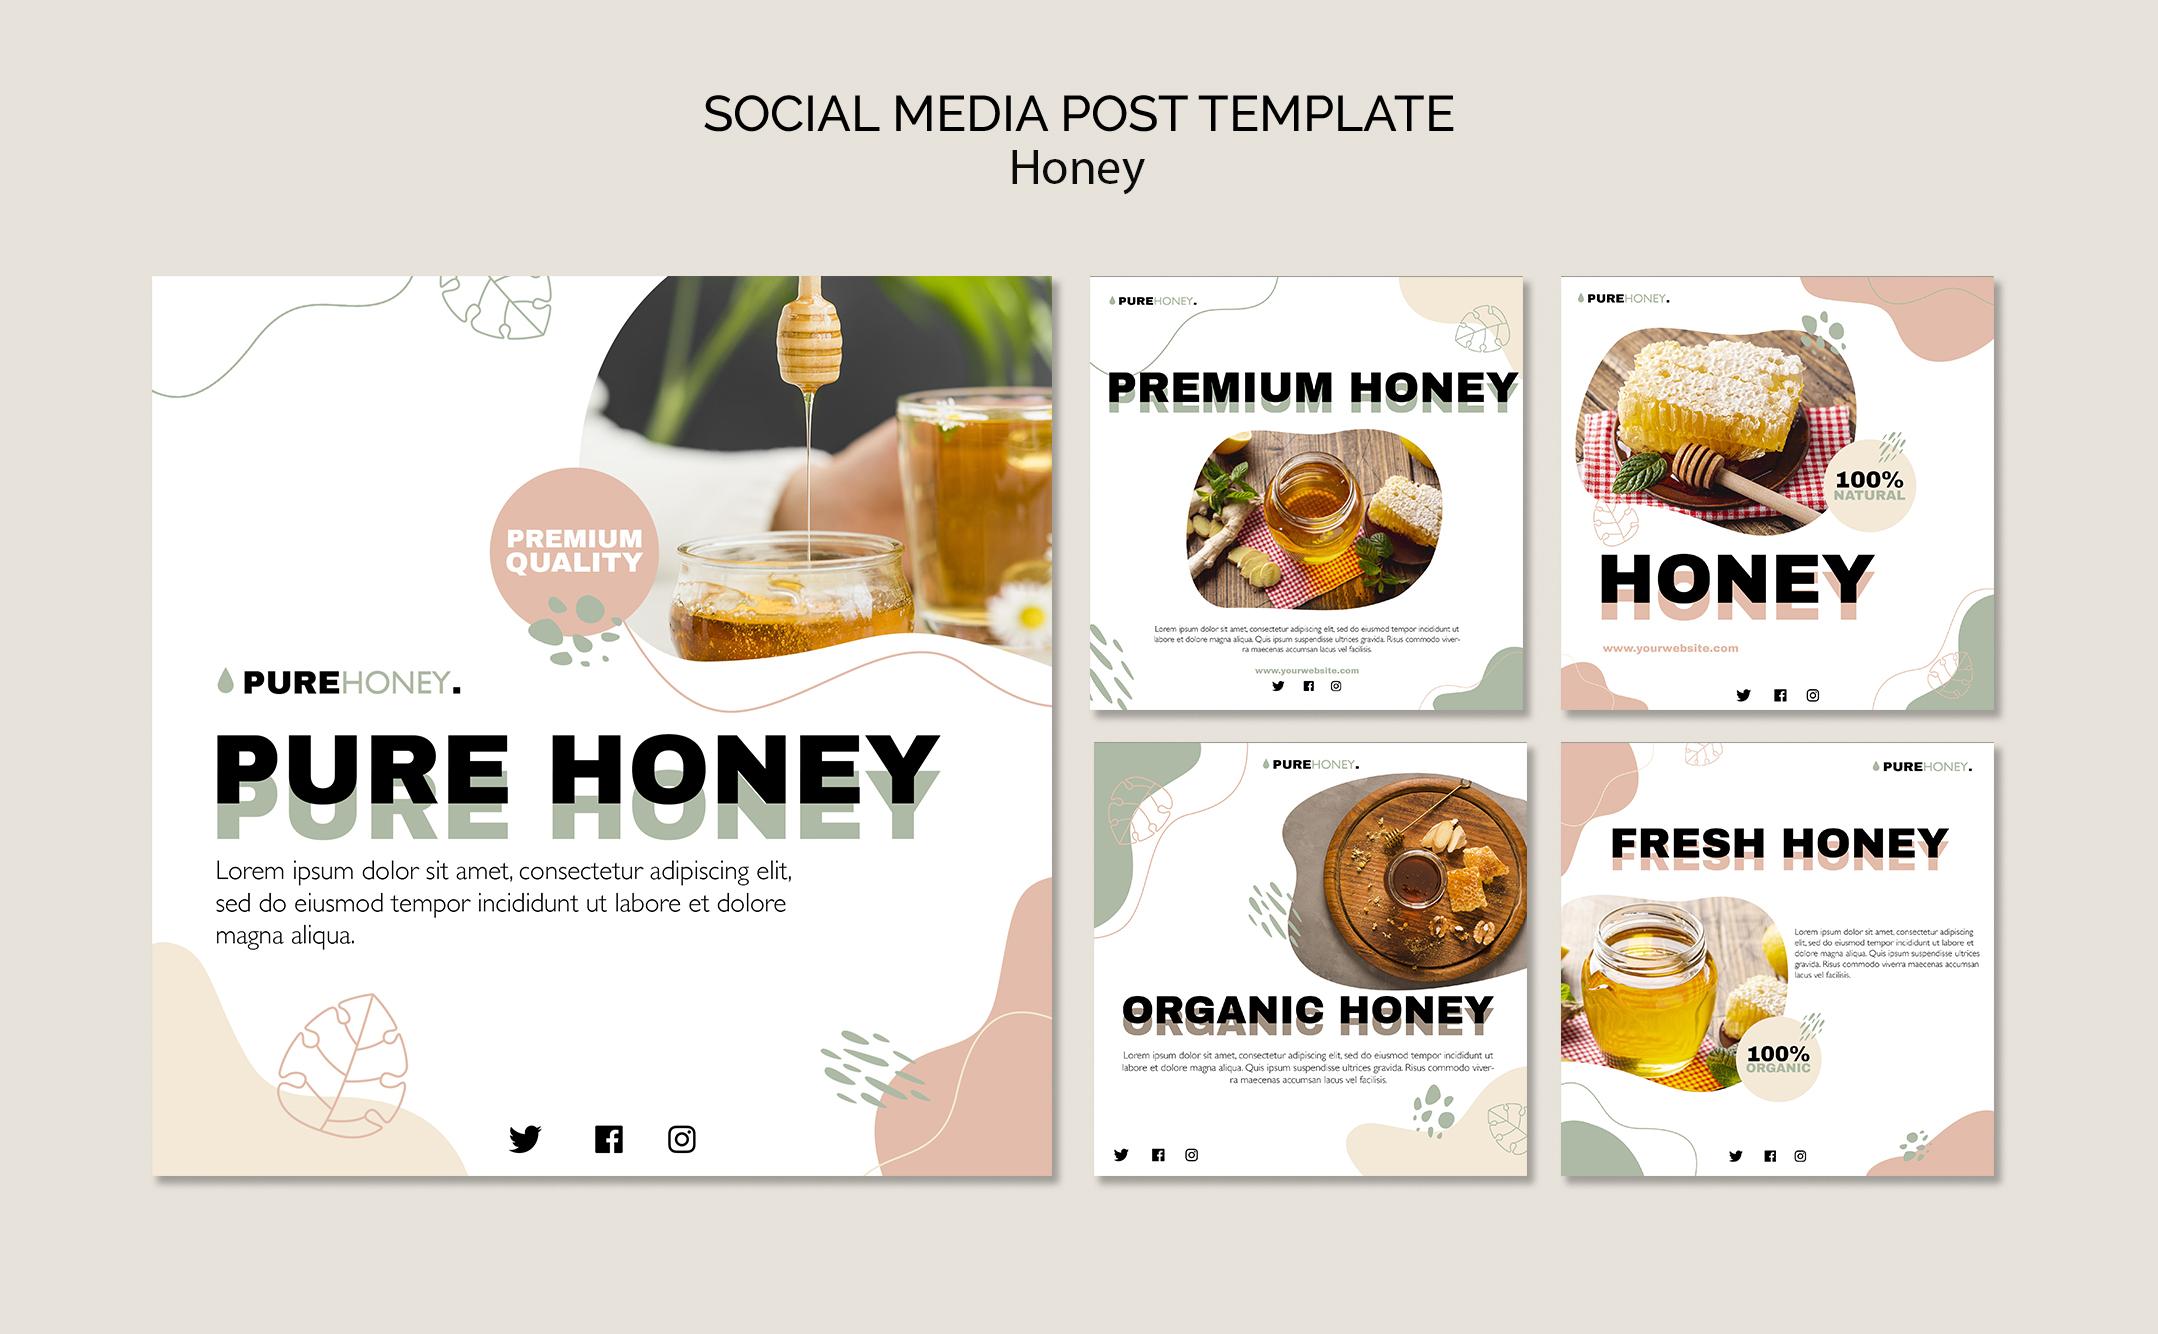 SOCIAL MEDIA POST TEMPLATE
Honey
PREMIUM
QUALITY
PUREHONEY.
PURE HONEY
PURE HONEY
Lorem ipsum dolor sit amet, consectetur adipiscing elit,
sed do eiusmod tempor incididunt ut labore et dolore
magna aliqua.
PUREHONEY.
PREMIUM HONEY
PREMIUM HONEY
Lorem ipsum dolor sit amet, consectetur adipiscing elit, sed do eiusmod tempor incididunt ut
labore et dolore magna aliqua. Quis ipsum suspendisse ultrices gravida. Risus commodo viver-
ra maecenas accumsan lacus vel facilisis.
www.yourwebsite.com
PUREHONEY.
100%
NATURAL
HONEY
HONEY
www.yourwebsite.com
PUREHONEY.
ORGANIC HONEY
ORGANIC HONEY
Lorem ipsum dolor sit amet, consectetur adipiscing elit, sed do eiusmod tempor incididunt ut
labore et dolore magna aliqua. Quis ipsum suspendisse ultrices gravida. Risus commodo viver-
ra maecenas accumsan lacus vel facilisis.
PUREHONEY.
FRESH HONEY
FRESH HONEY
Lorem ipsum dolor sit amet, consectetur adipiscing
elit, sed do eiusmod tempor incididunt ut labore et
dolore magna aliqua. Quis ipsum suspendisse ultrices
gravida. Risus commodo viverra maecenas accumsan
lacus vel facilisis.
100%
ORGANIC